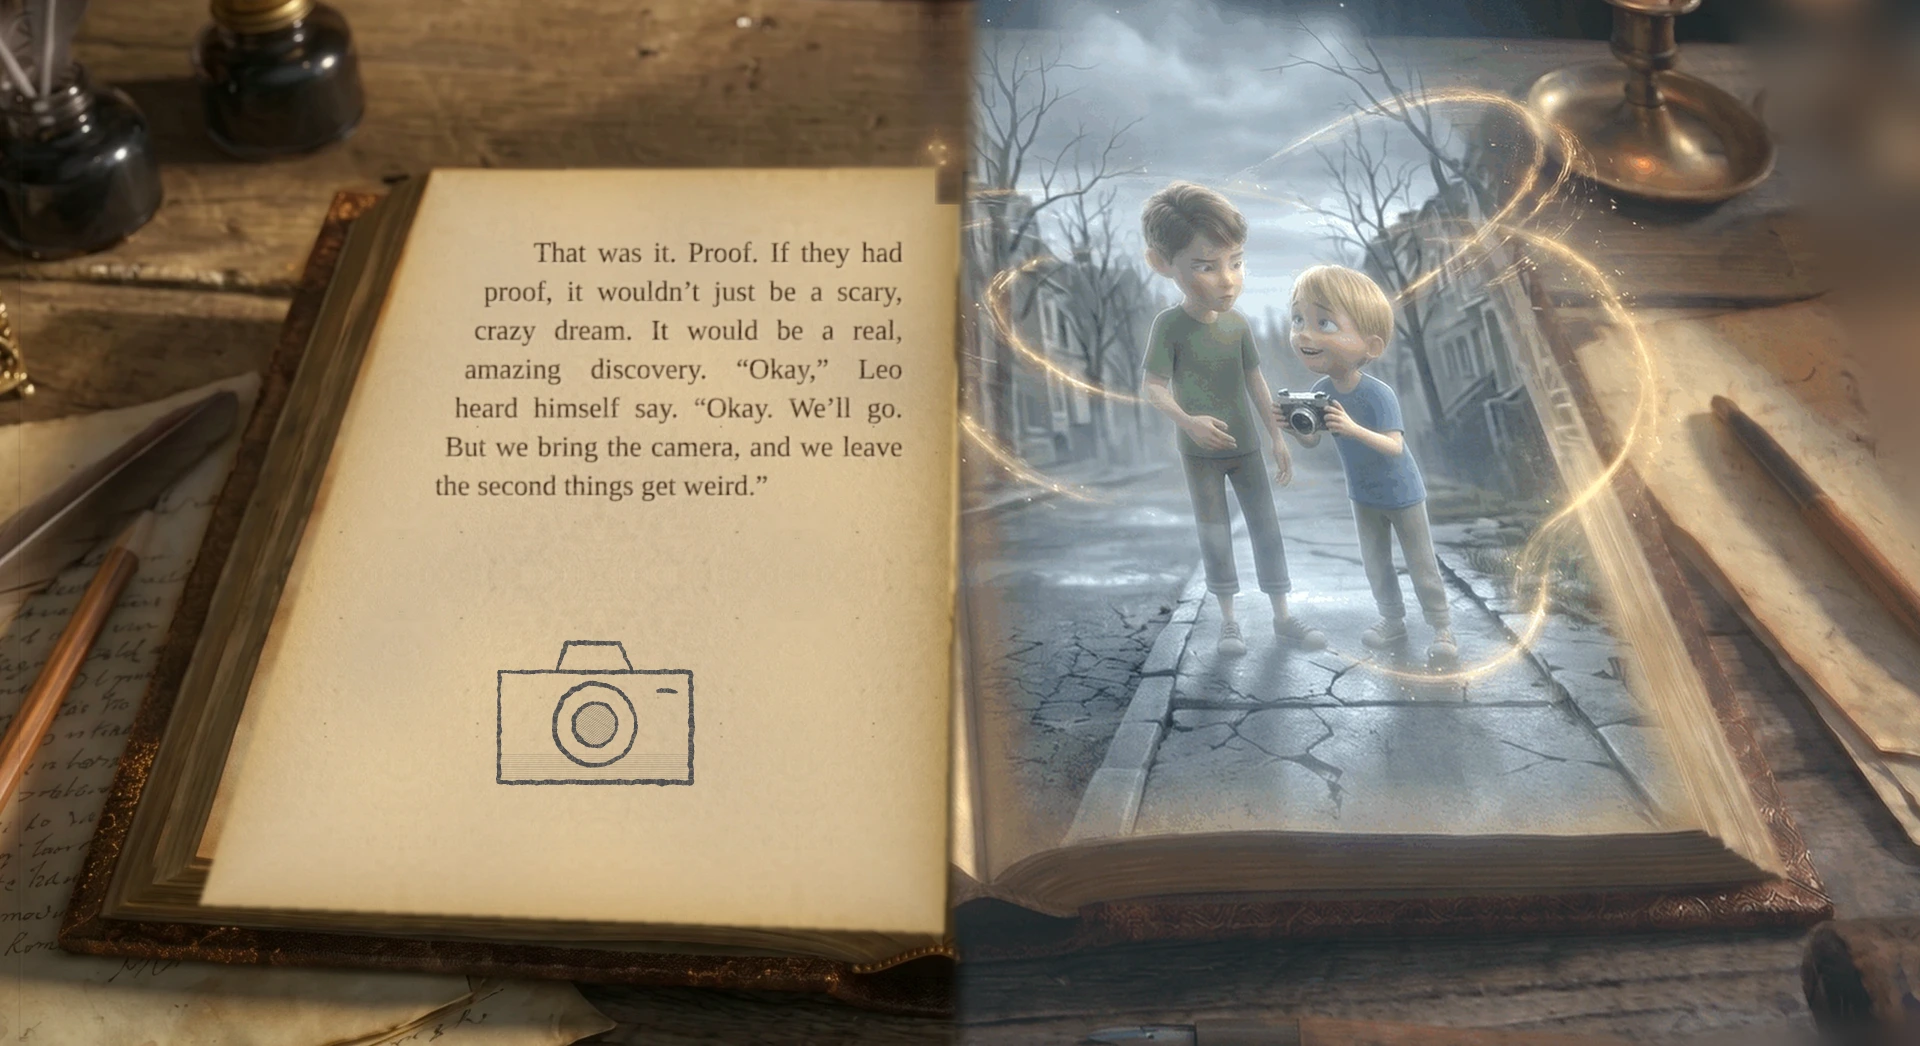 That was it. Proof. If they had
proof, it wouldn’t just be a scary,
crazy dream. It would be a real,
amazing discovery. “Okay,” Leo
heard himself say. “Okay. We’ll go.
But we bring the camera, and we leave
the second things get weird.”